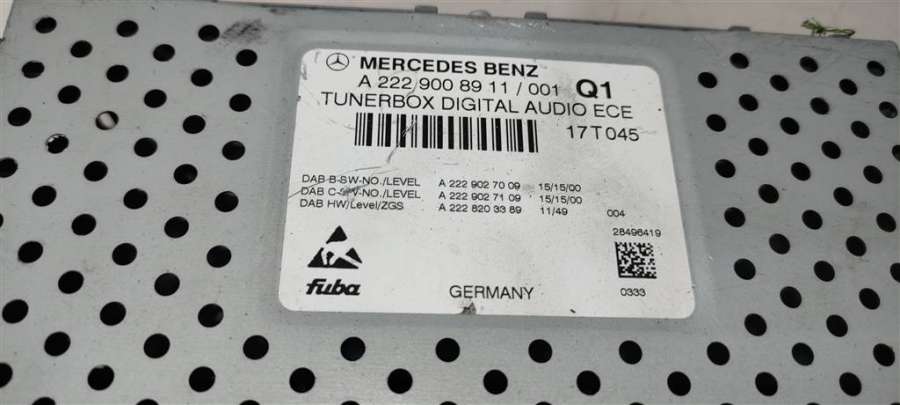 MERCEDES BENZ
A 222 900 89 11 / 001 Q1
TUNERBOX DIGITAL AUDIO ECE
17T045
DAB B-SW-NO./LEVEL A 222 902 70 09 15/15/00
DAB C-SW-NO./LEVEL A 222 902 71 09 15/15/00
DAB HW/Level/ZGS A 222 820 33 89 11/49 004
28496419
fuba GERMANY 0333